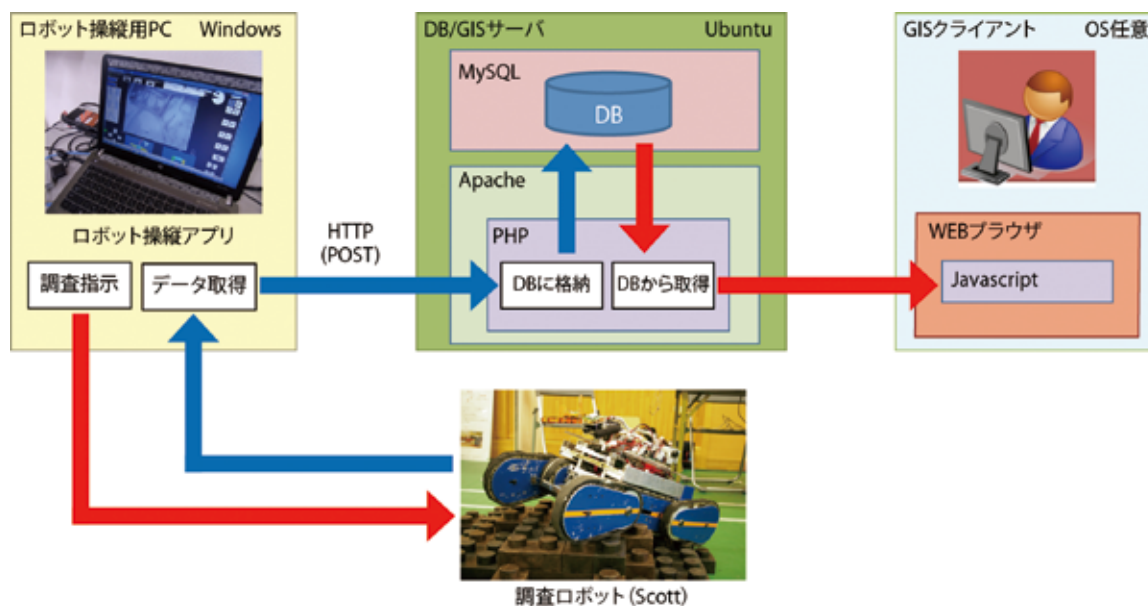 ロボット操縦用PC Windows
ロボット操縦アプリ
調査指示
データ取得
HTTP
(POST)
DB/GISサーバ Ubuntu
MySQL
DB
Apache
PHP
DBに格納
DBから取得
GISクライアント OS任意
WEBブラウザ
Javascript
調査ロボット(Scott)